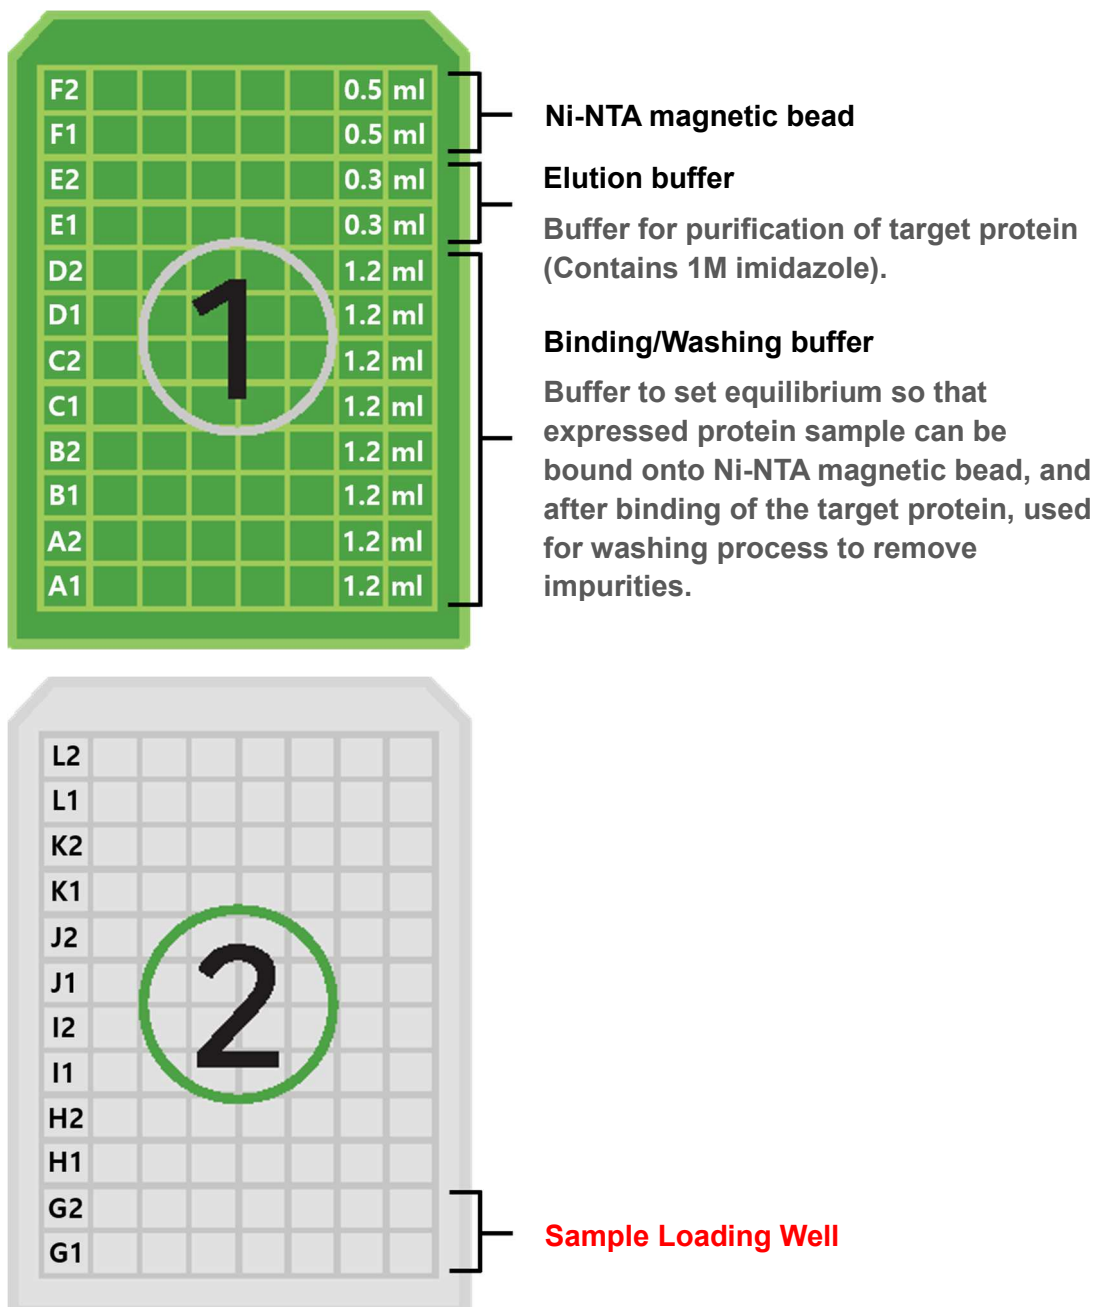 F2 0.5 ml
F1 0.5 ml
E2 0.3 ml
E1 0.3 ml
D2 1.2 ml
D1 1.2 ml
C2 1.2 ml
C1 1.2 ml
B2 1.2 ml
B1 1.2 ml
A2 1.2 ml
A1 1.2 ml
1
Ni-NTA magnetic bead
Elution buffer
Buffer for purification of target protein
(Contains 1M imidazole).
Binding/Washing buffer
Buffer to set equilibrium so that
expressed protein sample can be
bound onto Ni-NTA magnetic bead, and
after binding of the target protein, used
for washing process to remove
impurities.
L2
L1
K2
K1
J2
J1
I2
I1
H2
H1
G2
G1
2
Sample Loading Well